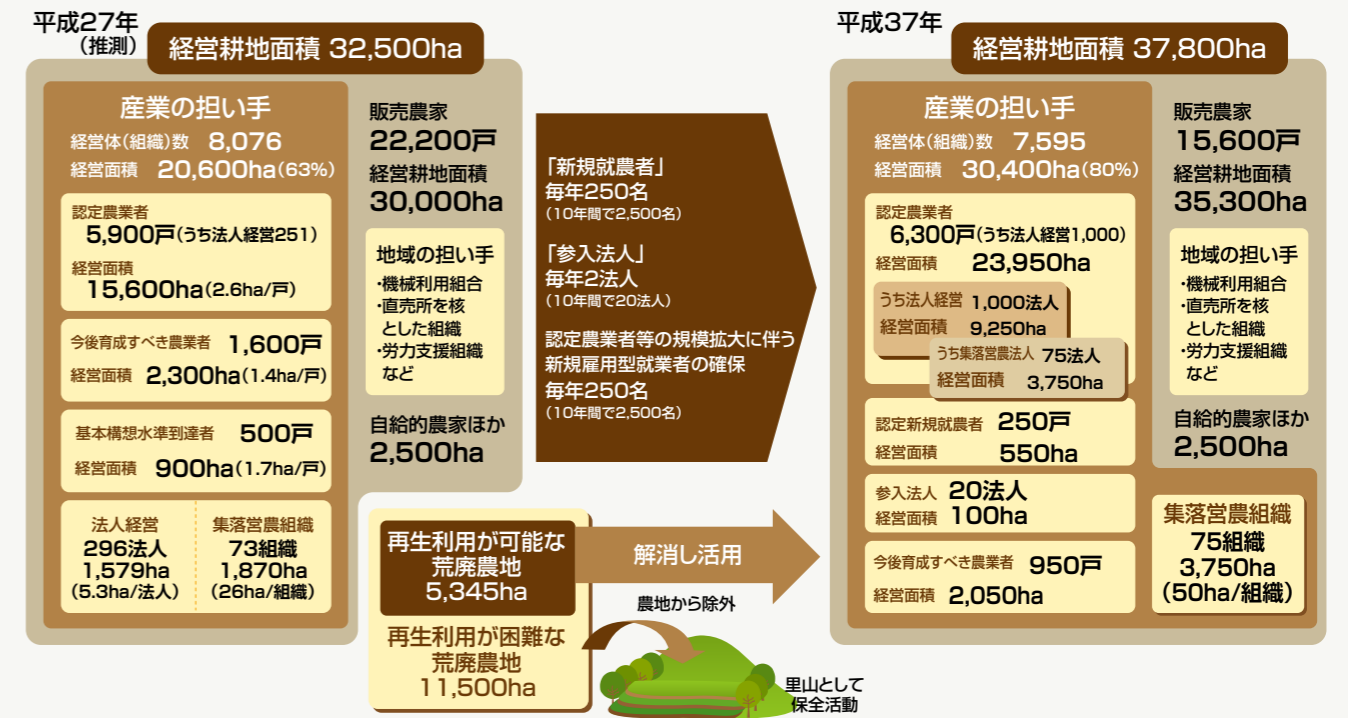 平成27年
（推測）
経営耕地面積 32,500ha
産業の担い手
経営体（組織）数 8,076
経営面積 20,600ha（63%）
認定農業者
5,900戸（うち法人経営251）
経営面積
15,600ha（2.6ha/戸）
今後育成すべき農業者 1,600戸
経営面積 2,300ha（1.4ha/戸）
基本構想水準到達者 500戸
経営面積 900ha（1.7ha/戸）
法人経営
296法人
1,579ha
（5.3ha/法人）
集落営農組織
73組織
1,870ha
（26ha/組織）
販売農家
22,200戸
経営耕地面積
30,000ha
地域の担い手
・機械利用組合
・直売所を核
とした組織
・労力支援組織
など
自給的農家ほか
2,500ha
「新規就農者」
毎年250名
（10年間で2,500名）
「参入法人」
毎年2法人
（10年間で20法人）
認定農業者等の規模拡大に伴う
新規雇用型就業者の確保
毎年250名
（10年間で2,500名）
再生利用が可能な
荒廃農地
5,345ha
解消し活用
再生利用が困難な
荒廃農地
11,500ha
農地から除外
里山として
保全活動
平成37年
経営耕地面積 37,800ha
産業の担い手
経営体（組織）数 7,595
経営面積 30,400ha（80%）
認定農業者
6,300戸（うち法人経営1,000）
経営面積 23,950ha
うち法人経営 1,000法人
経営面積 9,250ha
うち集落営農法人 75法人
経営面積 3,750ha
認定新規就農者 250戸
経営面積 550ha
参入法人 20法人
経営面積 100ha
今後育成すべき農業者 950戸
経営面積 2,050ha
販売農家
15,600戸
経営耕地面積
35,300ha
地域の担い手
・機械利用組合
・直売所を核
とした組織
・労力支援組織
など
自給的農家ほか
2,500ha
集落営農組織
75組織
3,750ha
（50ha/組織）